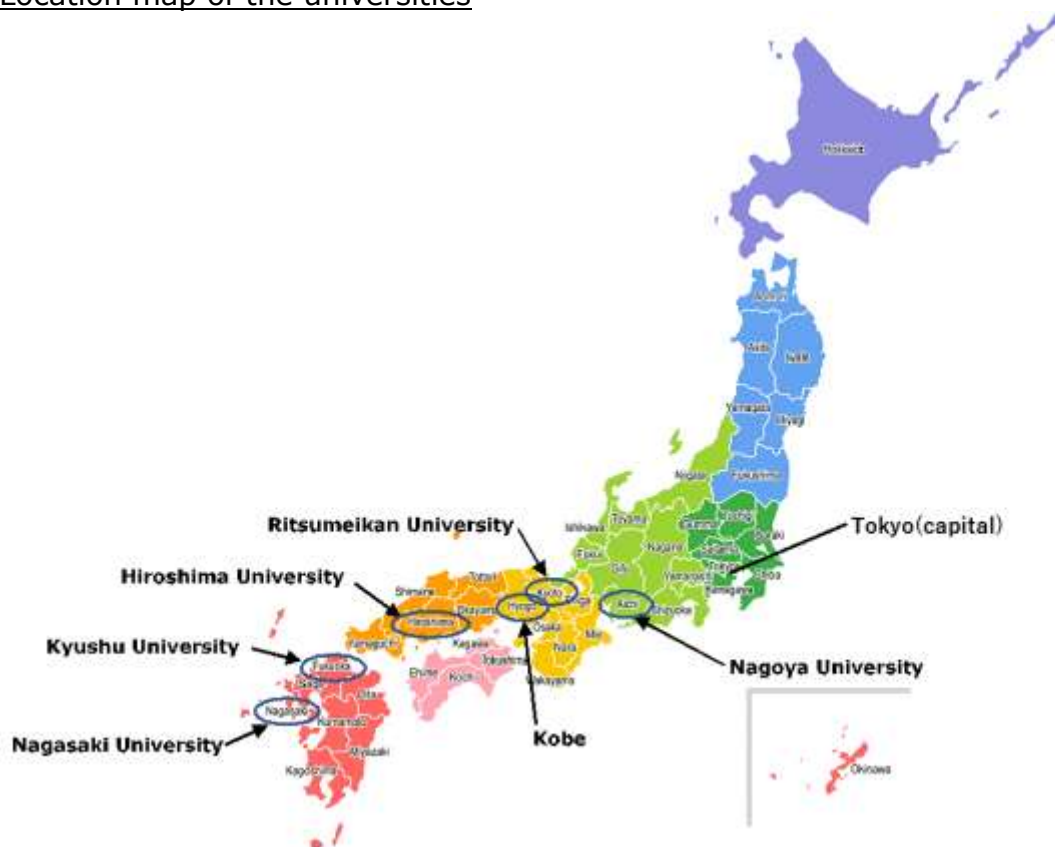 Location map of the universities
Hokkaido
Aomori
Akita
Iwate
Yamagata
Miyagi
Niigata
Fukushima
Ritsumeikan University
Tokyo(capital)
Toyama
Ishikawa
Gunma
Tochigi
Ibaraki
Fukui
Nagano
Saitama
Gifu
Tokyo
Yamanashi
Chiba
Kanagawa
Hiroshima University
Tottori
Shimane
Kyoto
Hyogo
Shiga
Aichi
Shizuoka
Okayama
Hiroshima
Osaka
Mie
Nara
Yamaguchi
Kagawa
Tokushima
Ehime
Kochi
Wakayama
Kyushu University
Fukuoka
Saga
Oita
Nagoya University
Nagasaki
Kumamoto
Nagasaki University
Kobe
Miyazaki
Kagoshima
Okinawa